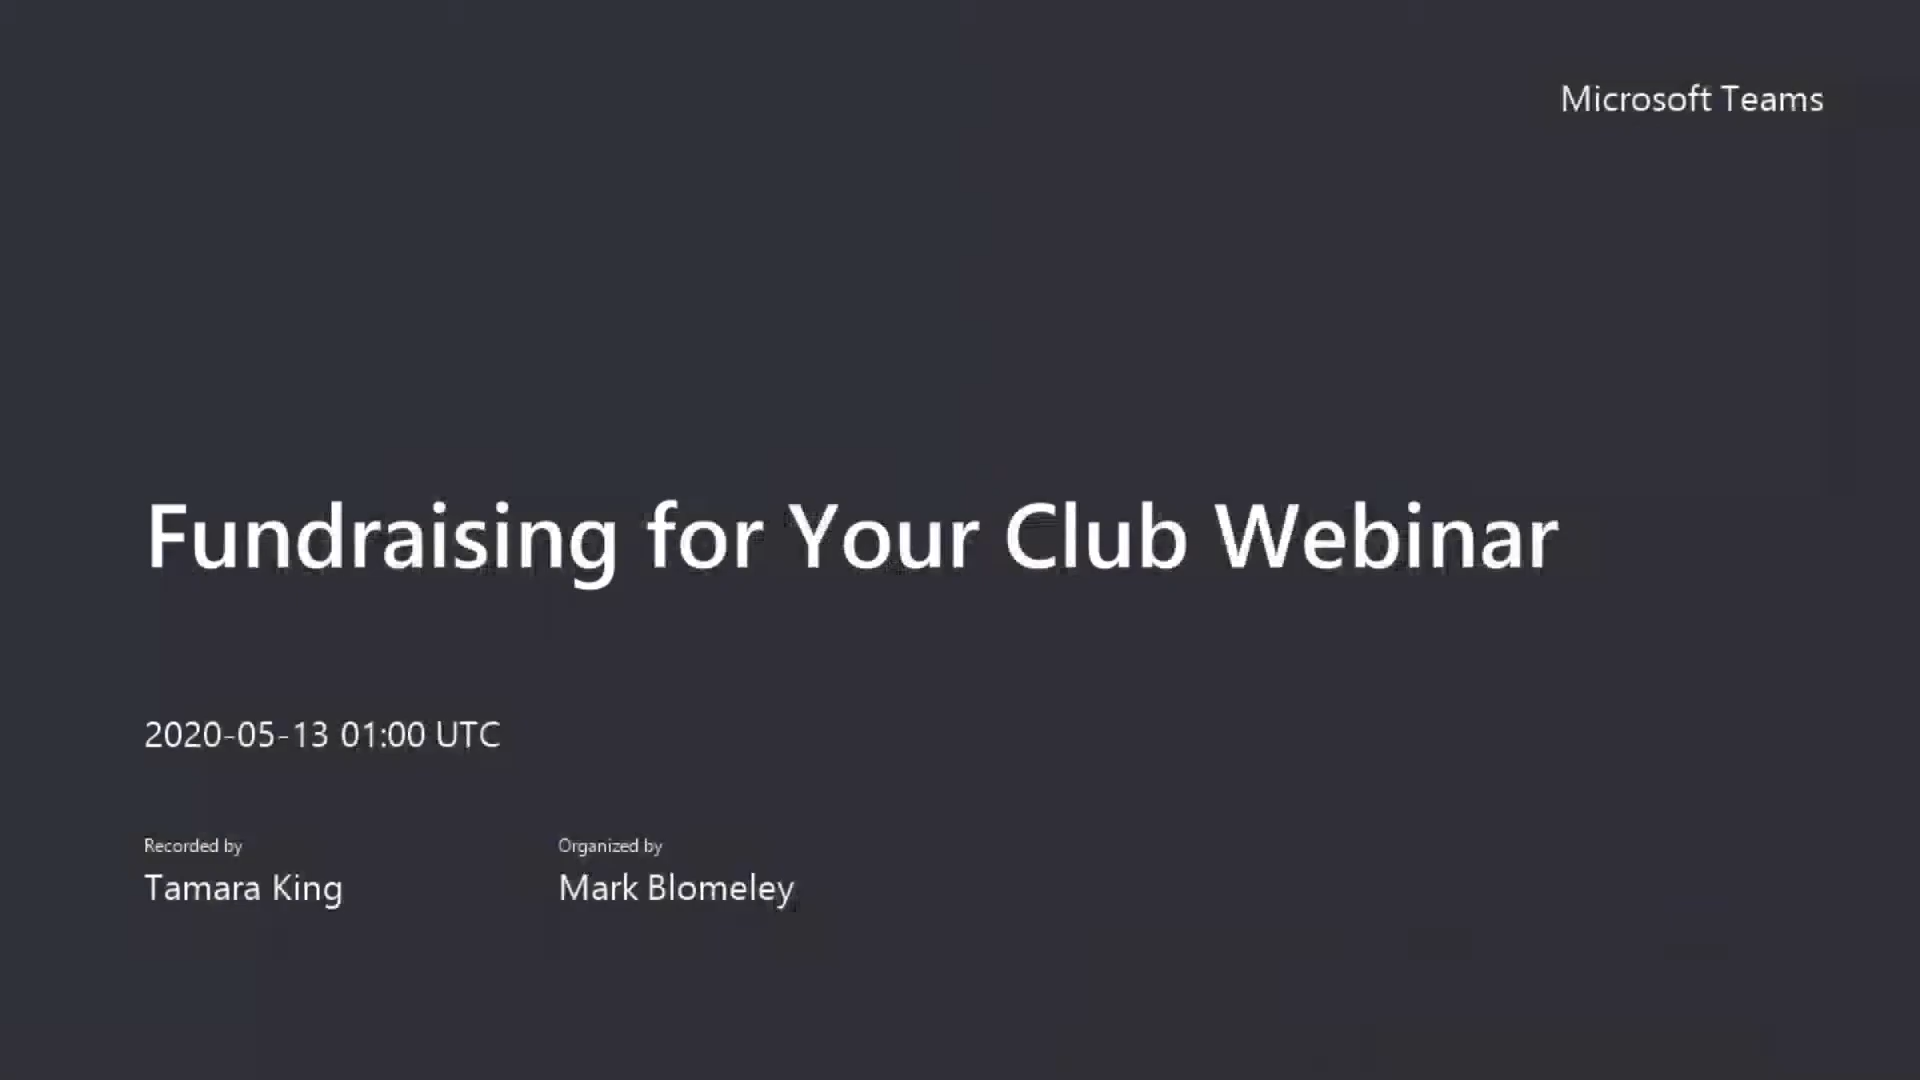 Microsoft Teams
Fundraising for Your Club Webinar
2020-05-13 01:00 UTC
Recorded by
Tamara King
Organized by
Mark Blomeley